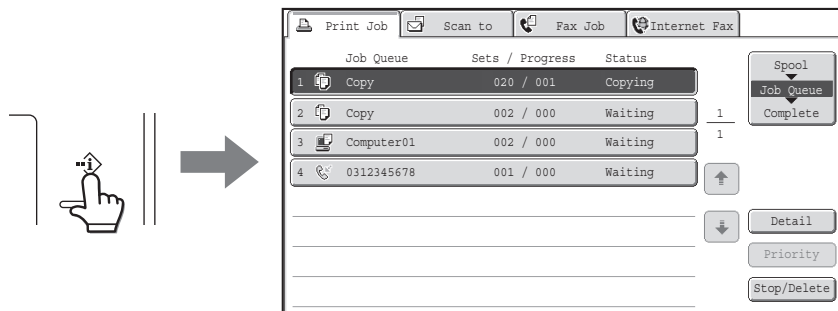 Print Job Scan to Fax Job Internet Fax
Job Queue Sets / Progress Status
1 Copy 020 / 001 Copying
2 Copy 002 / 000 Waiting
3 Computer01 002 / 000 Waiting
4 0312345678 001 / 000 Waiting
1
1
Spool
Job Queue
Complete
Detail
Priority
Stop/Delete